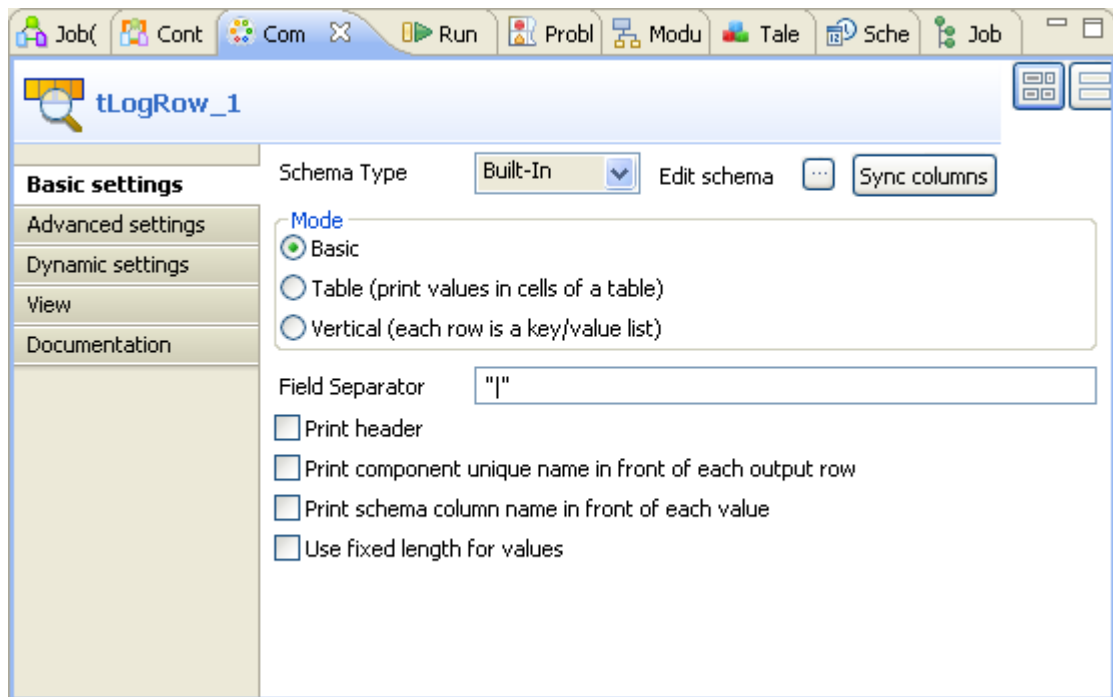 Job( Cont Com Run Probl Modu Tale 12 Sche Job
tLogRow_1
Basic settings
Advanced settings
Dynamic settings
View
Documentation
Schema Type Built-In Edit schema ... Sync columns
Mode
Basic
Table (print values in cells of a table)
Vertical (each row is a key/value list)
Field Separator "|"
Print header
Print component unique name in front of each output row
Print schema column name in front of each value
Use fixed length for values